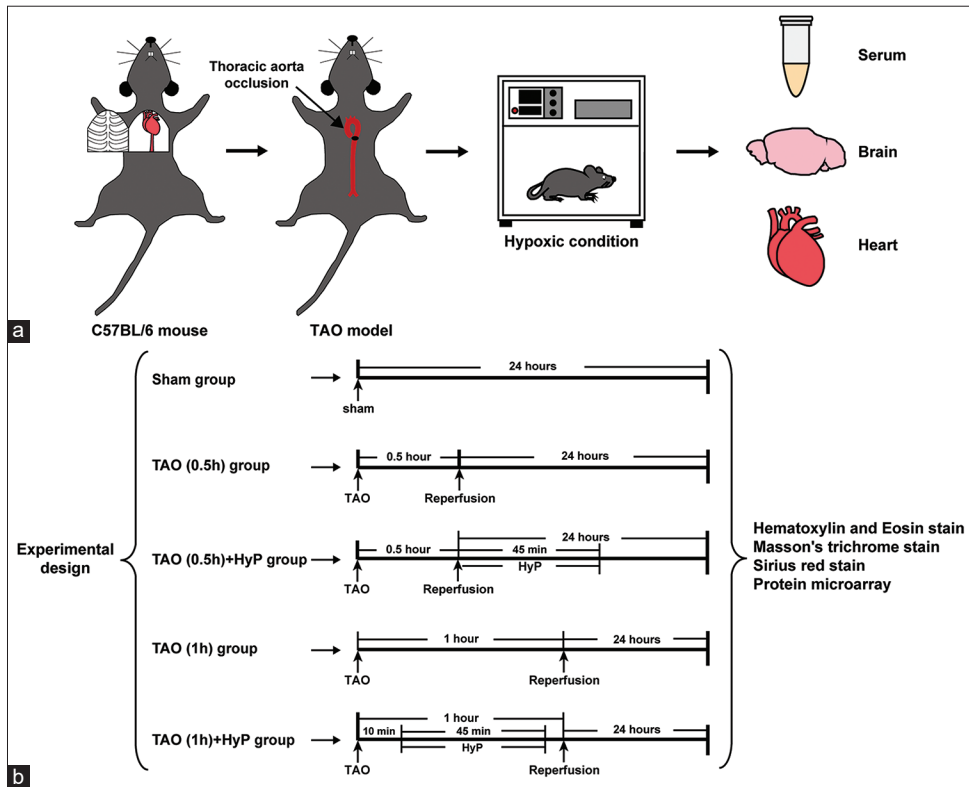 Thoracic aorta
occlusion
Serum
Brain
Heart
Hypoxic condition
C57BL/6 mouse
TAO model
a
Experimental
design
Sham group
24 hours
sham
TAO (0.5h) group
0.5 hour
24 hours
TAO
Reperfusion
TAO (0.5h)+HyP group
24 hours
0.5 hour
45 min
HyP
TAO
Reperfusion
TAO (1h) group
1 hour
24 hours
TAO
Reperfusion
TAO (1h)+HyP group
1 hour
10 min
45 min
24 hours
HyP
TAO
Reperfusion
Hematoxylin and Eosin stain
Masson's trichrome stain
Sirius red stain
Protein microarray
b